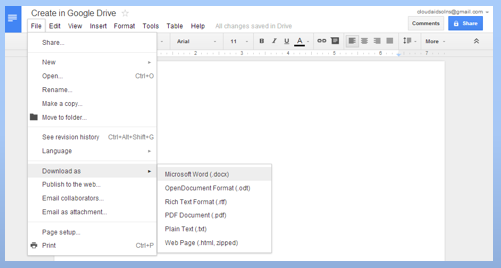 Create in Google Drive
File Edit View Insert Format Tools Table Help All changes saved in Drive
Comments
Share
Arial 11 B I U A More
Share...
New
Open... Ctrl+O
Rename...
Make a copy...
Move to folder...
See revision history Ctrl+Alt+Shift+G
Language
Download as
Microsoft Word (.docx)
Publish to the web...
OpenDocument Format (.odt)
Email collaborators...
Rich Text Format (.rtf)
Email as attachment...
PDF Document (.pdf)
Plain Text (.txt)
Page setup...
Web Page (.html, zipped)
Print Ctrl+P